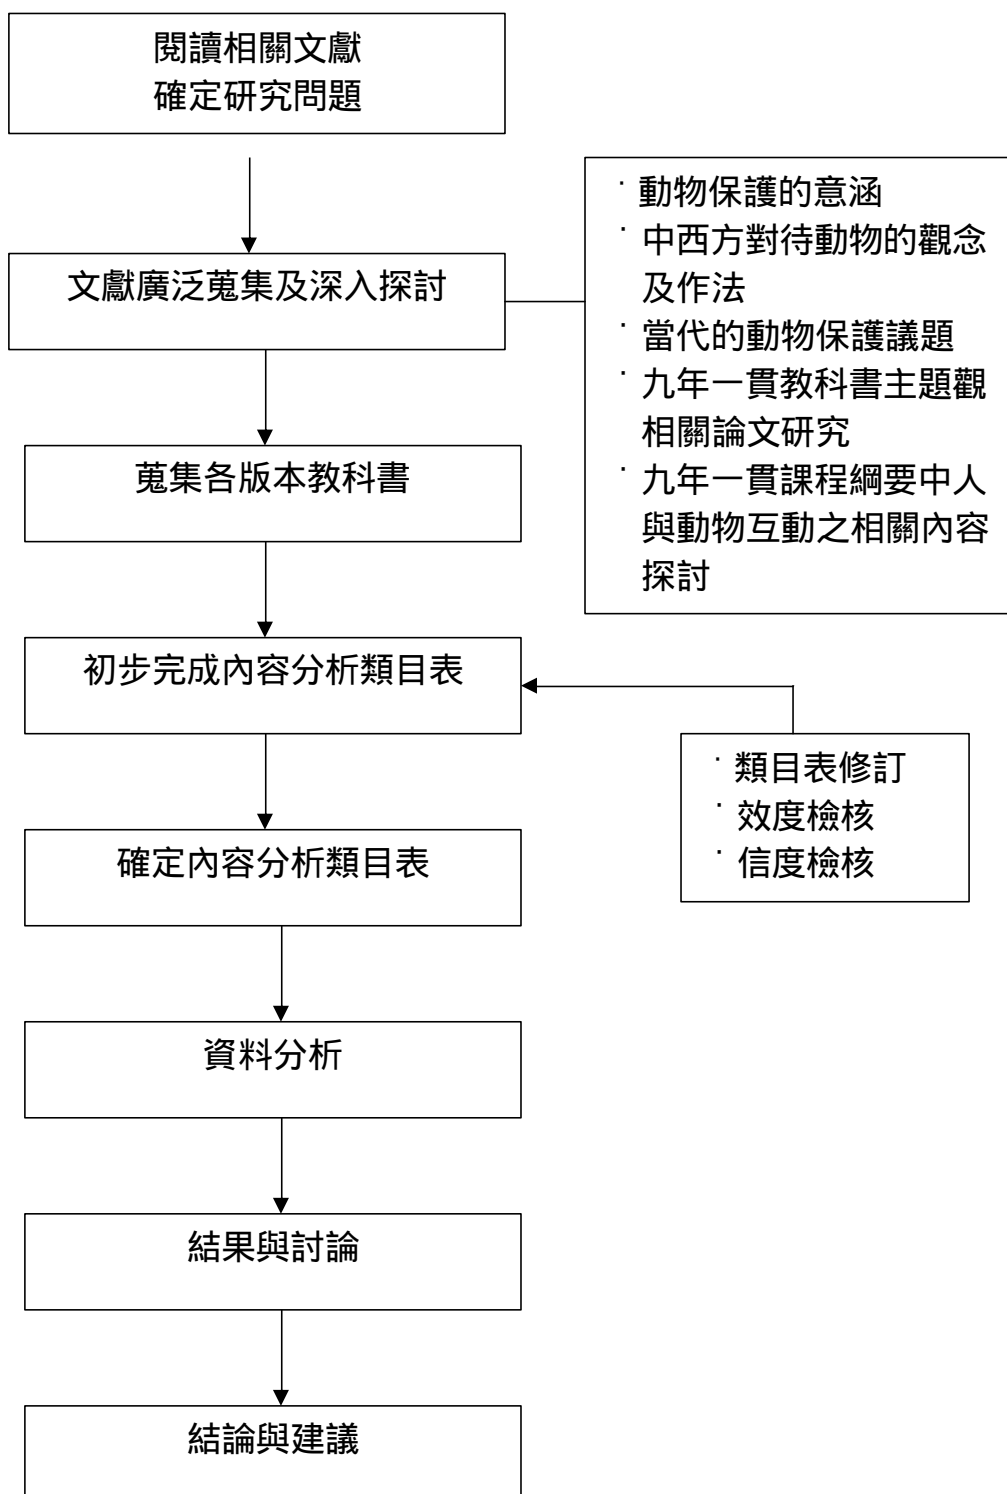 閱讀相關文獻
確定研究問題
文獻廣泛蒐集及深入探討
˙動物保護的意涵
˙中西方對待動物的觀念
及作法
˙當代的動物保護議題
˙九年一貫教科書主題觀
相關論文研究
˙九年一貫課程綱要中人
與動物互動之相關內容
探討
蒐集各版本教科書
初步完成內容分析類目表
˙類目表修訂
˙效度檢核
˙信度檢核
確定內容分析類目表
資料分析
結果與討論
結論與建議